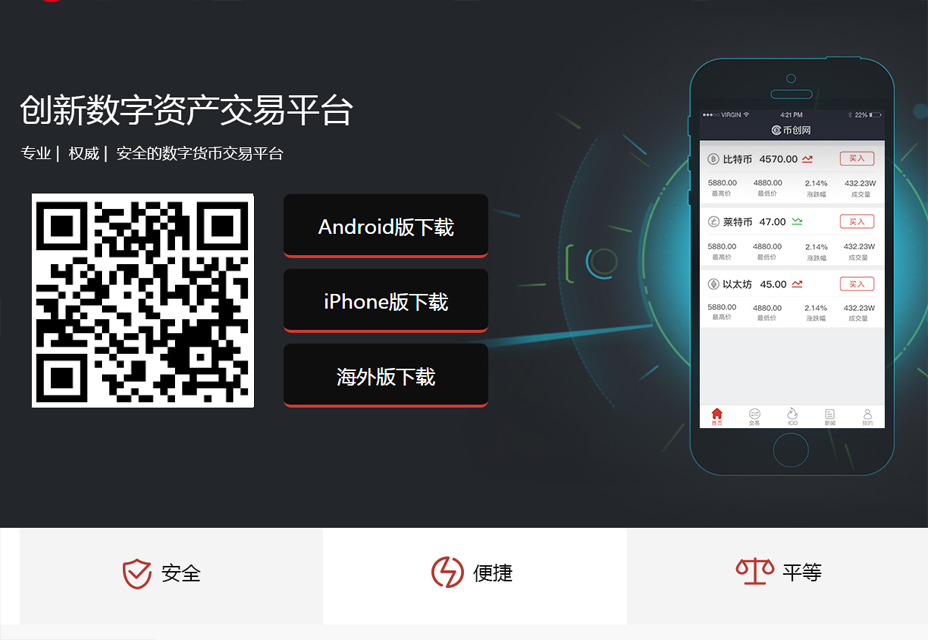 创新数字资产交易平台
专业 | 权威 | 安全的数字货币交易平台
Android版下载
iPhone版下载
海外版下载
VIRGIN 4:21 PM 22%
币创网
比特币 4570.00 买入
5880.00 4880.00 2.14% 432.23W
最高价 最低价 涨跌幅 成交量
莱特币 47.00 买入
5880.00 4880.00 2.14% 432.23W
最高价 最低价 涨跌幅 成交量
以太坊 45.00 买入
5880.00 4880.00 2.14% 432.23W
最高价 最低价 涨跌幅 成交量
首页 交易 ICO 新闻 我的
安全 便捷 平等